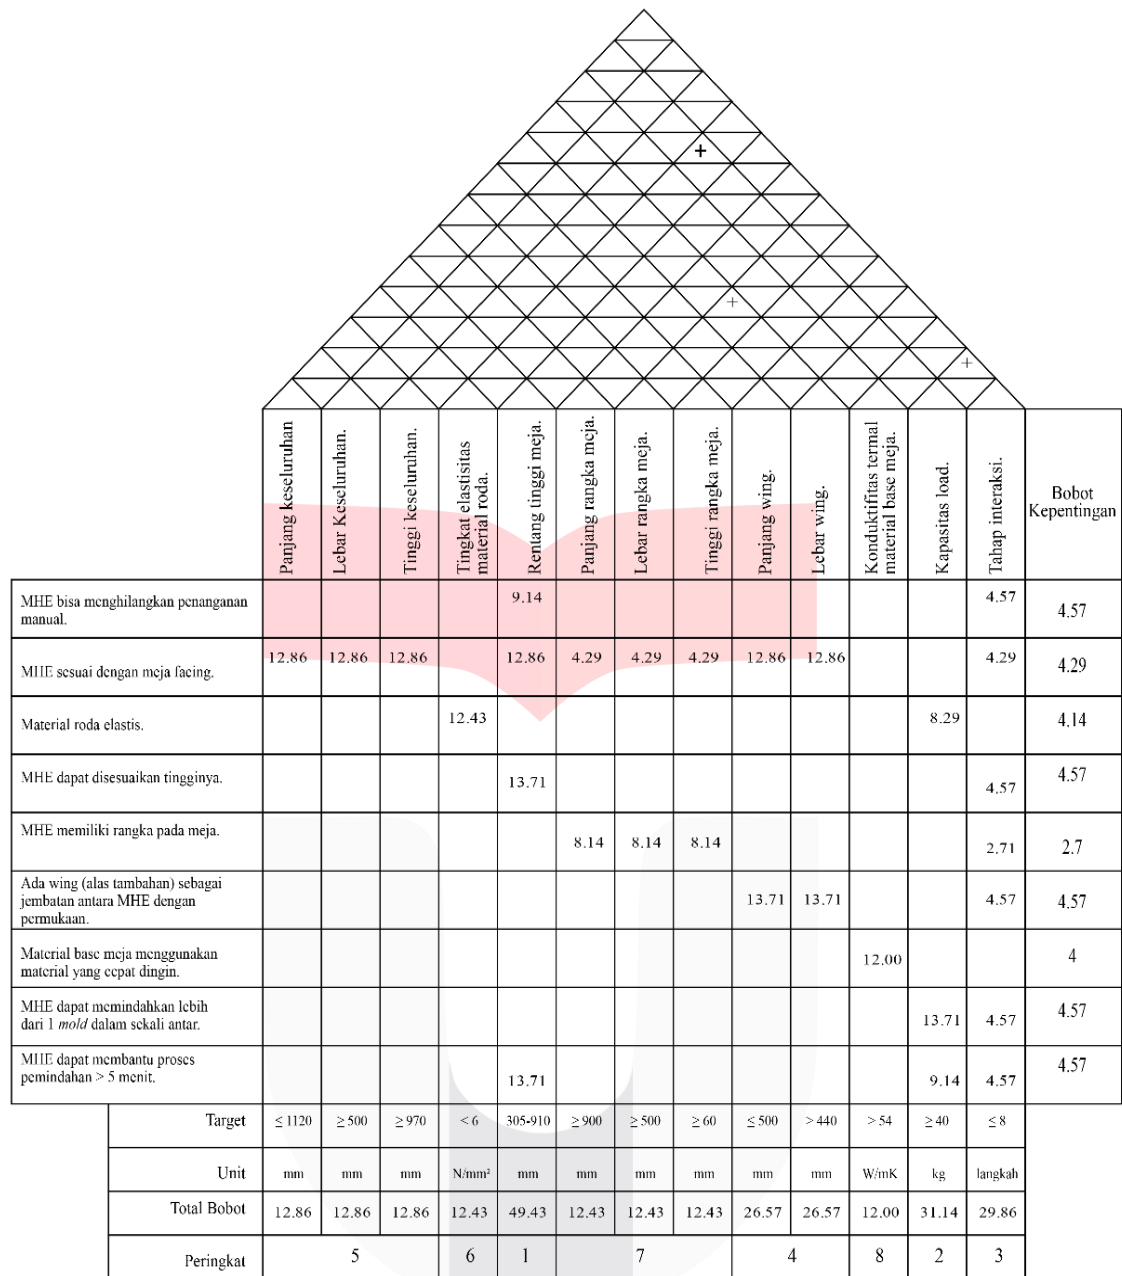 +
+
+
Panjang keseluruhan
Lebar Keseluruhan.
Tinggi keseluruhan.
Tingkat elastisitas
material roda.
Rentang tinggi meja.
Panjang rangka meja.
Lebar rangka meja.
Tinggi rangka meja.
Panjang wing.
Lebar wing.
Konduktifitas termal
material base meja.
Kapasitas load.
Tahap interaksi.
Bobot
Kepentingan
MHE bisa menghilangkan penanganan
manual.
9.14 4.57 4.57
MHE sesuai dengan meja facing.
12.86 12.86 12.86 12.86 4.29 4.29 4.29 12.86 12.86 4.29 4.29
Material roda elastis.
12.43 8.29 4.14
MHE dapat disesuaikan tingginya.
13.71 4.57 4.57
MHE memiliki rangka pada meja.
8.14 8.14 8.14 2.71 2.7
Ada wing (alas tambahan) sebagai
jembatan antara MHE dengan
permukaan.
13.71 13.71 4.57 4.57
Material base meja menggunakan
material yang cepat dingin.
12.00 4
MHE dapat memindahkan lebih
dari 1 mold dalam sekali antar.
13.71 4.57 4.57
MHE dapat membantu proses
pemindahan > 5 menit.
13.71 9.14 4.57 4.57
Target ≤ 1120 ≥ 500 ≥ 970 < 6 305-910 ≥ 900 ≥ 500 ≥ 60 ≤ 500 > 440 > 54 ≥ 40 ≤ 8
Unit mm mm mm N/mm² mm mm mm mm mm mm W/mK kg langkah
Total Bobot 12.86 12.86 12.86 12.43 49.43 12.43 12.43 12.43 26.57 26.57 12.00 31.14 29.86
Peringkat 5 6 1 7 4 8 2 3